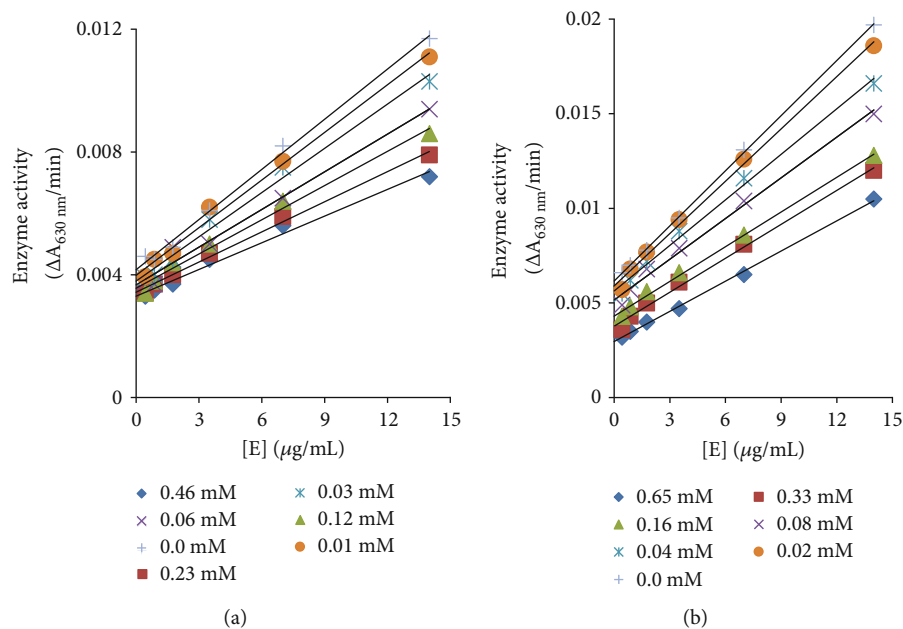 0.012
0.008
0.004
0
Enzyme activity
(ΔA630 nm/min)
0 3 6 9 12 15
[E] (μg/mL)
0.46 mM
0.03 mM
0.06 mM
0.12 mM
0.0 mM
0.01 mM
0.23 mM
(a)
0.02
0.015
0.01
0.005
0
Enzyme activity
(ΔA630 nm/min)
0 3 6 9 12 15
[E] (μg/mL)
0.65 mM
0.33 mM
0.16 mM
0.08 mM
0.04 mM
0.02 mM
0.0 mM
(b)